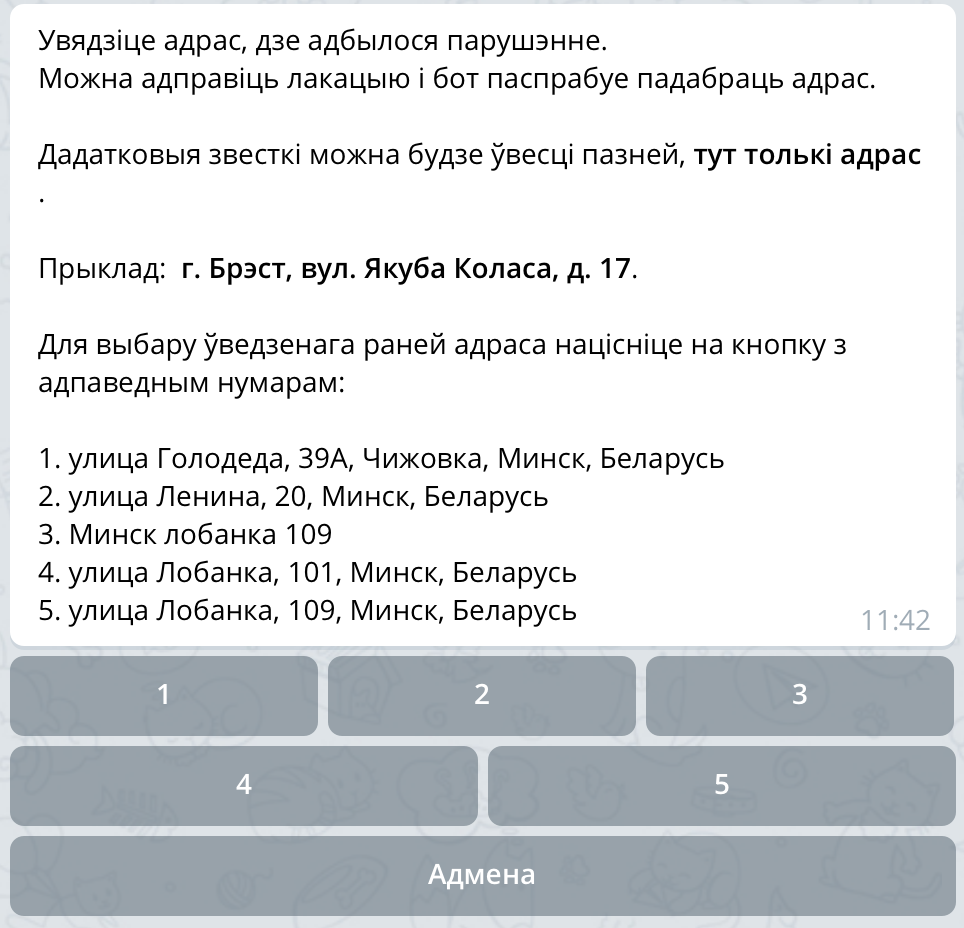 Увядзіце адрас, дзе адбылося парушэнне.
Можна адправіць лакацыю і бот паспрабуе падабраць адрас.
Дадатковыя звесткі можна будзе ўвесці пазней, тут толькі адрас
.
Прыклад:  г. Брэст, вул. Якуба Коласа, д. 17.
Для выбару ўведзенага раней адраса націсніце на кнопку з
адпаведным нумарам:
1. улица Голодеда, 39А, Чижовка, Минск, Беларусь
2. улица Ленина, 20, Минск, Беларусь
3. Минск лобанка 109
4. улица Лобанка, 101, Минск, Беларусь
5. улица Лобанка, 109, Минск, Беларусь
11:42
1 2 3
4 5
Адмена